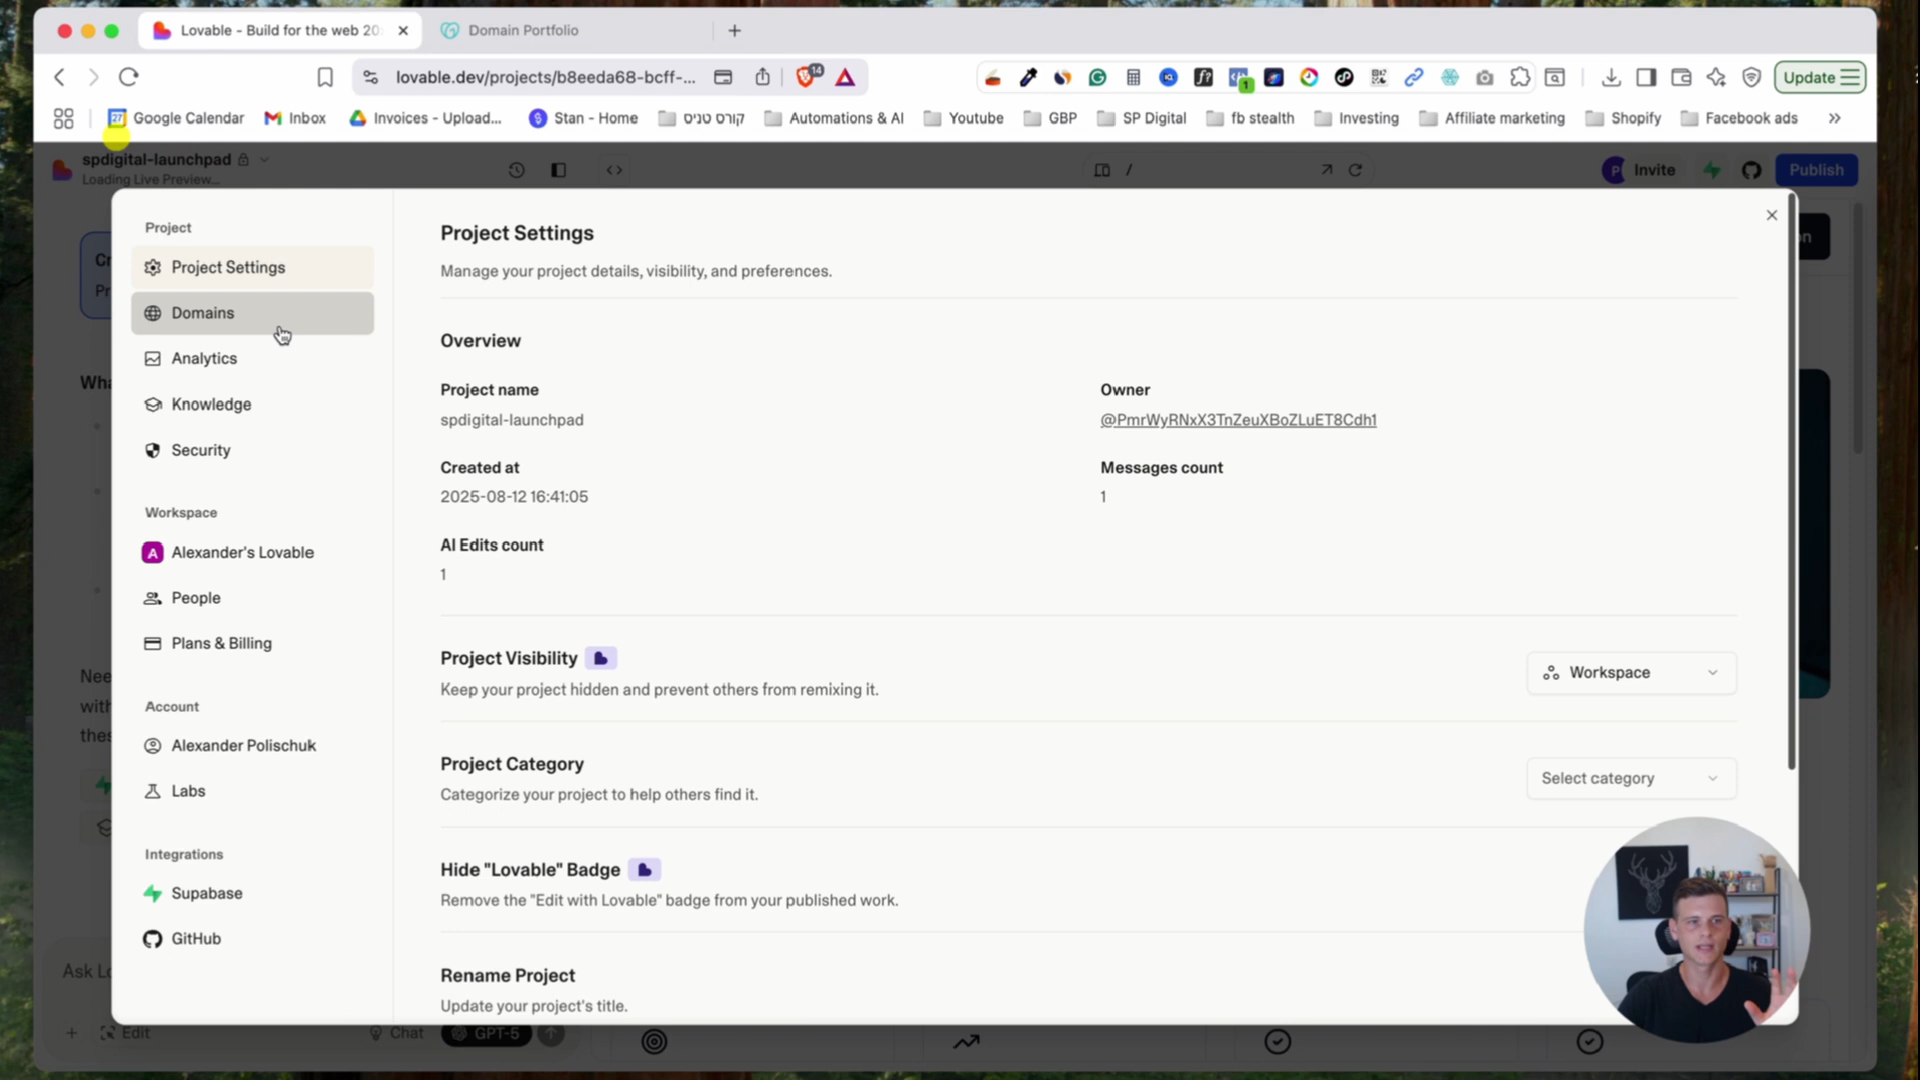 Lovable - Build for the web 20
Domain Portfolio
lovable.dev/projects/b8eeda68-bcff-...
14
1
Update
27
Google Calendar
Inbox
Invoices - Upload...
Stan - Home
קורס טניס
Automations & AI
Youtube
GBP
SP Digital
fb stealth
Investing
Affiliate marketing
Shopify
Facebook ads
spdigital-launchpad
Loading Live Preview...
/
Invite
Publish
Project
Project Settings
Domains
Analytics
Knowledge
Security
Workspace
A
Alexander's Lovable
People
Plans & Billing
Account
Alexander Polischuk
Labs
Integrations
Supabase
GitHub
Project Settings
Manage your project details, visibility, and preferences.
Overview
Project name
spdigital-launchpad
Owner
@PmrWyRNxX3TnZeuXBoZLuET8Cdh1
Created at
2025-08-12 16:41:05
Messages count
1
AI Edits count
1
Project Visibility
Keep your project hidden and prevent others from remixing it.
Workspace
Project Category
Categorize your project to help others find it.
Select category
Hide "Lovable" Badge
Remove the "Edit with Lovable" badge from your published work.
Rename Project
Update your project's title.
Edit
Chat
GPT-5